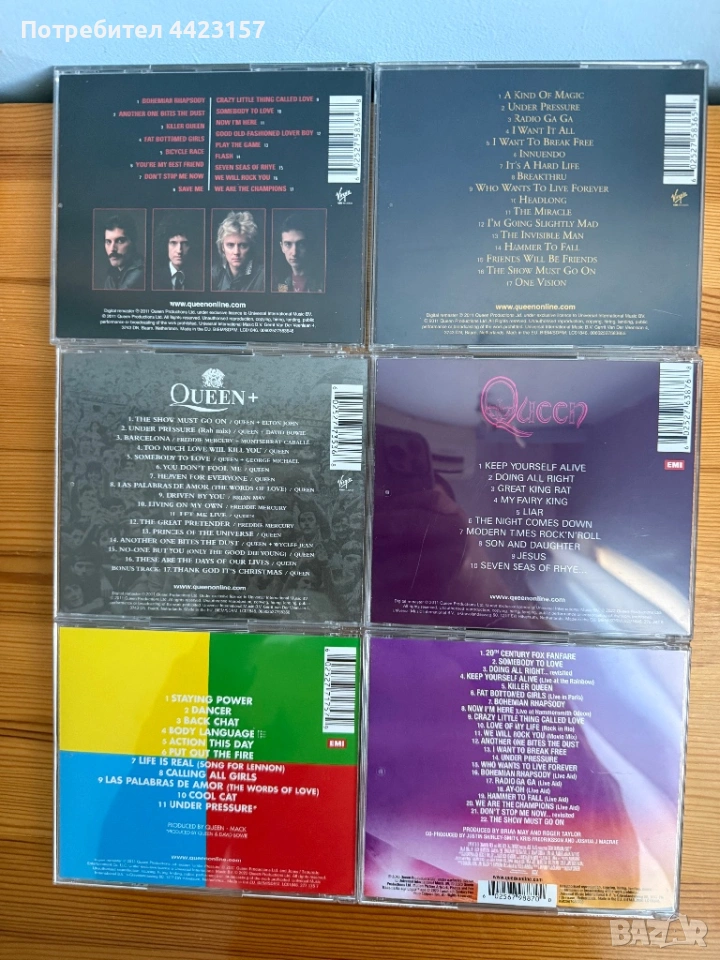 Потребител 4423157
1 BOHEMIAN RHAPSODY
2 ANOTHER ONE BITES THE DUST
3 KILLER QUEEN
4 FAT BOTTOMED GIRLS
5 BICYCLE RACE
6 YOU'RE MY BEST FRIEND
7 DON'T STOP ME NOW
8 SAVE ME
CRAZY LITTLE THING CALLED LOVE 9
SOMEBODY TO LOVE
NOW I'M HERE
GOOD OLD-FASHIONED LOVER BOY 12
PLAY THE GAME
FLASH
SEVEN SEAS OF RHYE 15
WE WILL ROCK YOU
WE ARE THE CHAMPIONS
Virgin
www.queenonline.com
1 A KIND OF MAGIC
2 UNDER PRESSURE
3 RADIO GA GA
4 I WANT IT ALL
5 I WANT TO BREAK FREE
6 INNUENDO
7 IT'S A HARD LIFE
8 BREAKTHRU
9 WHO WANTS TO LIVE FOREVER
10 HEADLONG
11 THE MIRACLE
12 I'M GOING SLIGHTLY MAD
13 THE INVISIBLE MAN
14 HAMMER TO FALL
15 FRIENDS WILL BE FRIENDS
16 THE SHOW MUST GO ON
17 ONE VISION
Virgin
www.queenonline.com
QUEEN+
1. THE SHOW MUST GO ON / QUEEN + ELTON JOHN
2. UNDER PRESSURE (Rah mix) / QUEEN / DAVID BOWIE
3. BARCELONA / FREDDIE MERCURY + MONTSERRAT CABALLÉ
4. TOO MUCH LOVE WILL KILL YOU / QUEEN
5. SOMEBODY TO LOVE / QUEEN + GEORGE MICHAEL
6. YOU DON'T FOOL ME / QUEEN
7. HEAVEN FOR EVERYONE / QUEEN
8. LAS PALABRAS DE AMOR (THE WORDS OF LOVE) / QUEEN
9. DRIVEN BY YOU / BRIAN MAY
10. LIVING ON MY OWN / FREDDIE MERCURY
11. LET ME LIVE / QUEEN
12. THE GREAT PRETENDER / FREDDIE MERCURY
13. PRINCES OF THE UNIVERSE / QUEEN
14. ANOTHER ONE BITES THE DUST / QUEEN + WYCLEF JEAN
15. NO-ONE BUT YOU (ONLY THE GOOD DIE YOUNG) / QUEEN
16. THESE ARE THE DAYS OF OUR LIVES / QUEEN
BONUS TRACK: 17. THANK GOD IT'S CHRISTMAS / QUEEN
www.queenonline.com
Virgin
Queen
EMI
1 KEEP YOURSELF ALIVE
2 DOING ALL RIGHT
3 GREAT KING RAT
4 MY FAIRY KING
5 LIAR
6 THE NIGHT COMES DOWN
7 MODERN TIMES ROCK'N'ROLL
8 SON AND DAUGHTER
9 JESUS
10 SEVEN SEAS OF RHYE...
www.queenonline.com
1 STAYING POWER
2 DANCER
3 BACK CHAT
4 BODY LANGUAGE
5 ACTION THIS DAY
6 PUT OUT THE FIRE
7 LIFE IS REAL (SONG FOR LENNON)
8 CALLING ALL GIRLS
9 LAS PALABRAS DE AMOR (THE WORDS OF LOVE)
10 COOL CAT
11 UNDER PRESSURE*
EMI
PRODUCED BY QUEEN - MACK
*PRODUCED BY QUEEN & DAVID BOWIE
www.queenonline.com
1. 20TH CENTURY FOX FANFARE
2. SOMEBODY TO LOVE
3. DOING ALL RIGHT... revisited
4. KEEP YOURSELF ALIVE (Live at the Rainbow)
5. KILLER QUEEN
6. FAT BOTTOMED GIRLS (Live in Paris)
7. BOHEMIAN RHAPSODY
8. NOW I'M HERE (Live at Hammersmith Odeon)
9. CRAZY LITTLE THING CALLED LOVE
10. LOVE OF MY LIFE (Rock in Rio)
11. WE WILL ROCK YOU (Movie Mix)
12. ANOTHER ONE BITES THE DUST
13. I WANT TO BREAK FREE
14. UNDER PRESSURE
15. WHO WANTS TO LIVE FOREVER
16. BOHEMIAN RHAPSODY (Live Aid)
17. RADIO GA GA (Live Aid)
18. AY-OH (Live Aid)
19. HAMMER TO FALL (Live Aid)
20. WE ARE THE CHAMPIONS (Live Aid)
21. DON'T STOP ME NOW... revisited
22. THE SHOW MUST GO ON
PRODUCED BY BRIAN MAY AND ROGER TAYLOR
CO-PRODUCED BY JUSTIN SHIRLEY-SMITH, KRIS FREDRIKSSON AND JOSHUA J MACRAE
BAZAR